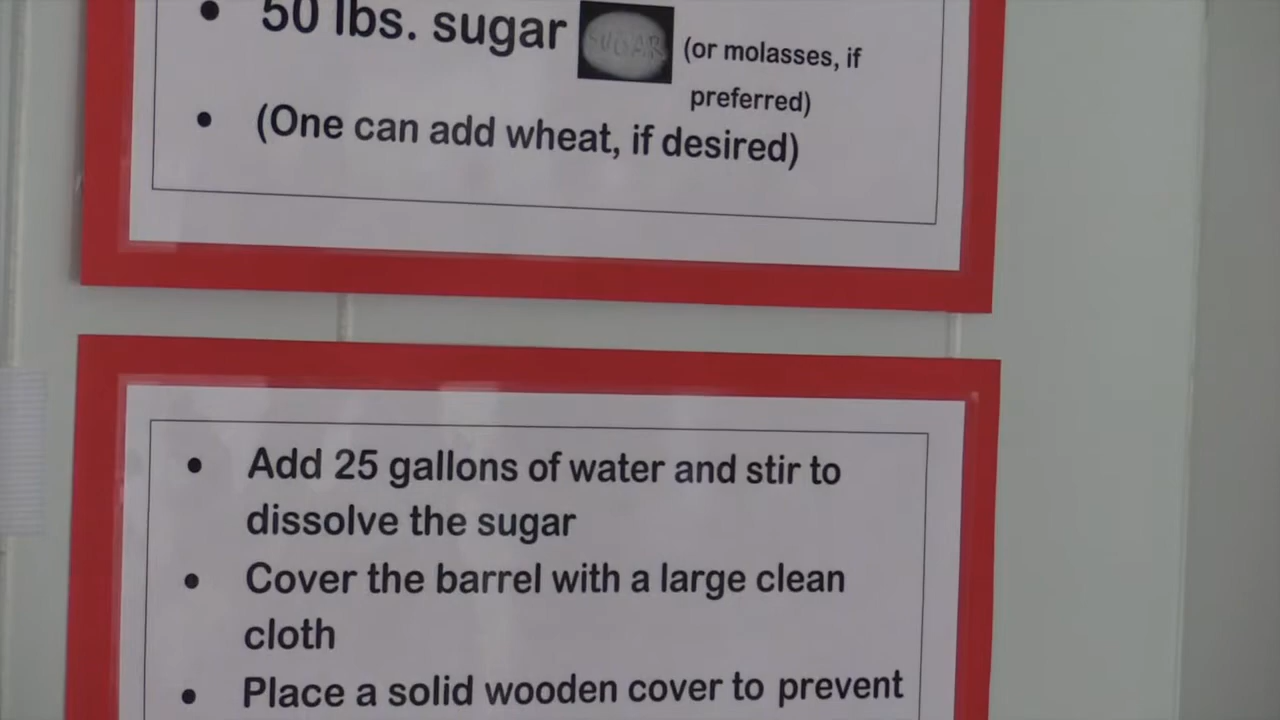 • 50 lbs. sugar SUGAR (or molasses, if
preferred)
• (One can add wheat, if desired)
• Add 25 gallons of water and stir to
dissolve the sugar
• Cover the barrel with a large clean
cloth
• Place a solid wooden cover to prevent